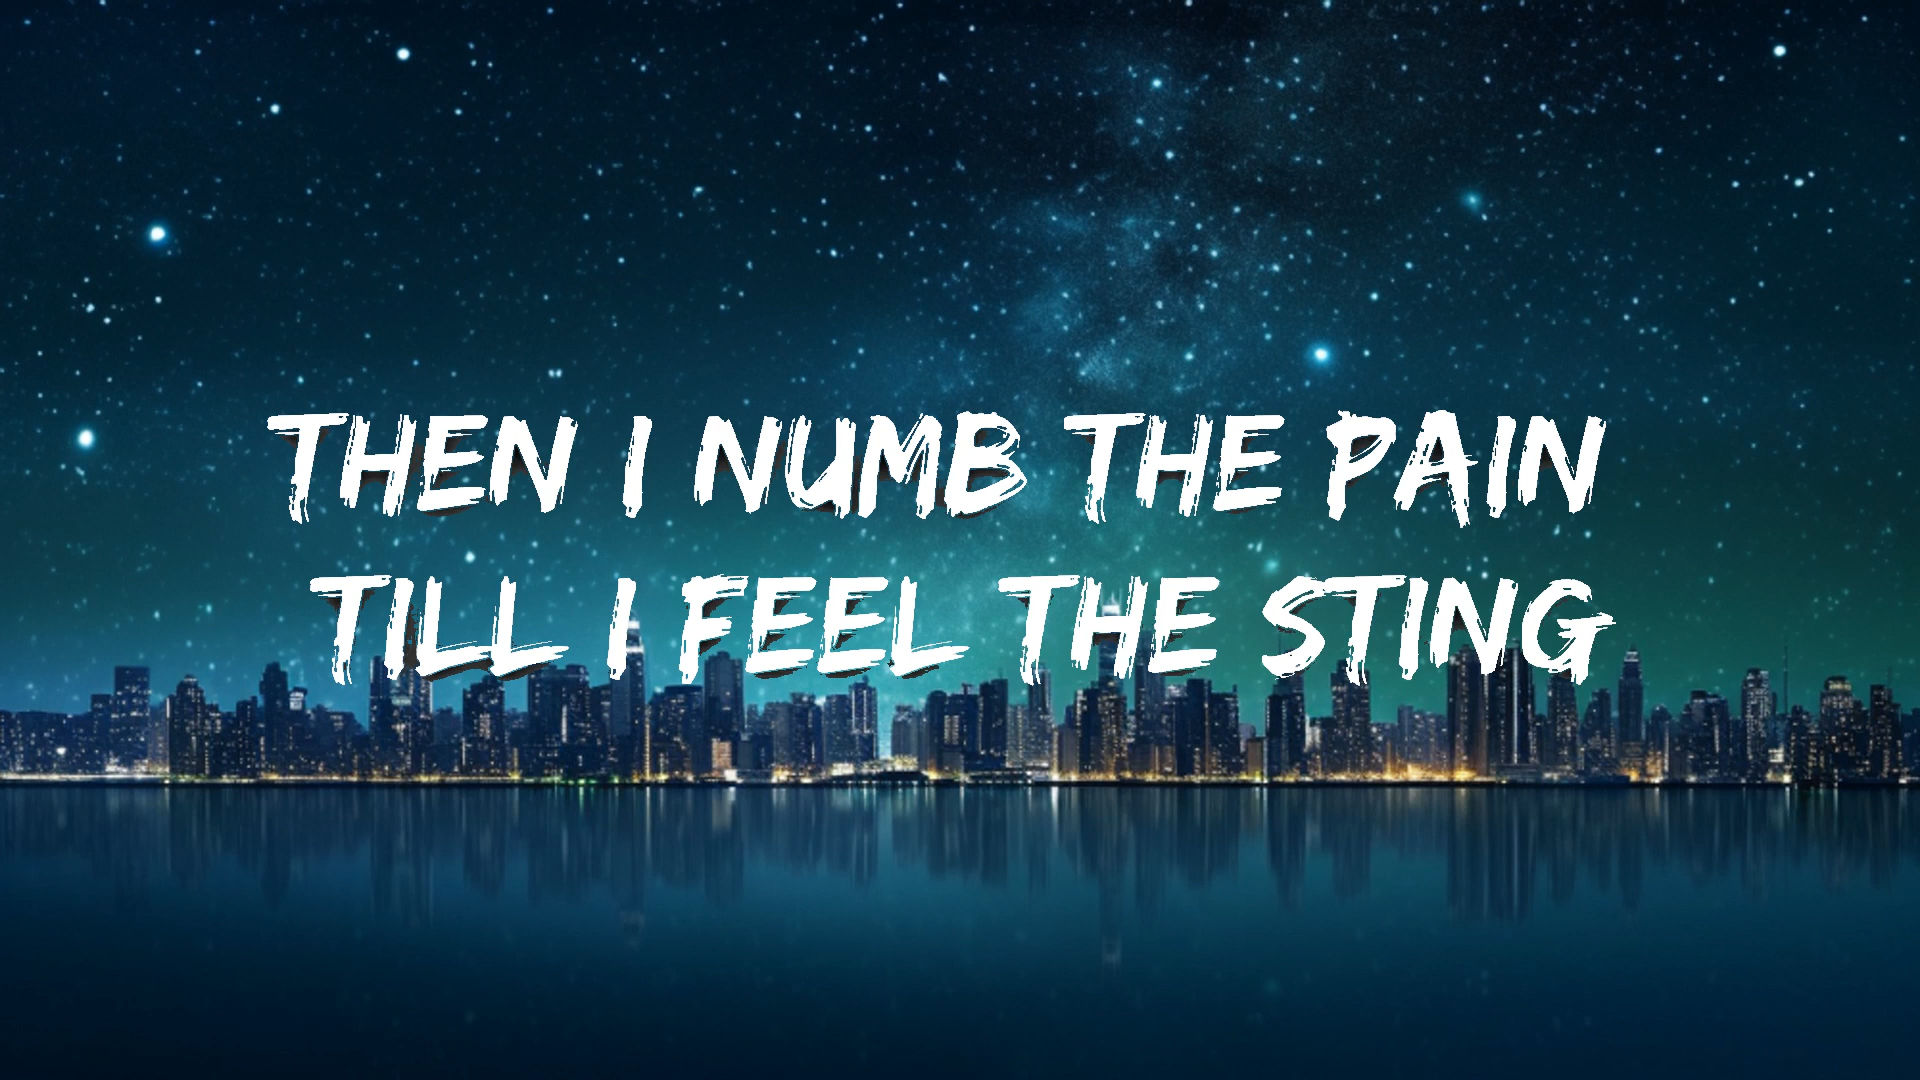 THEN I NUMB THE PAIN
TILL I FEEL THE STING